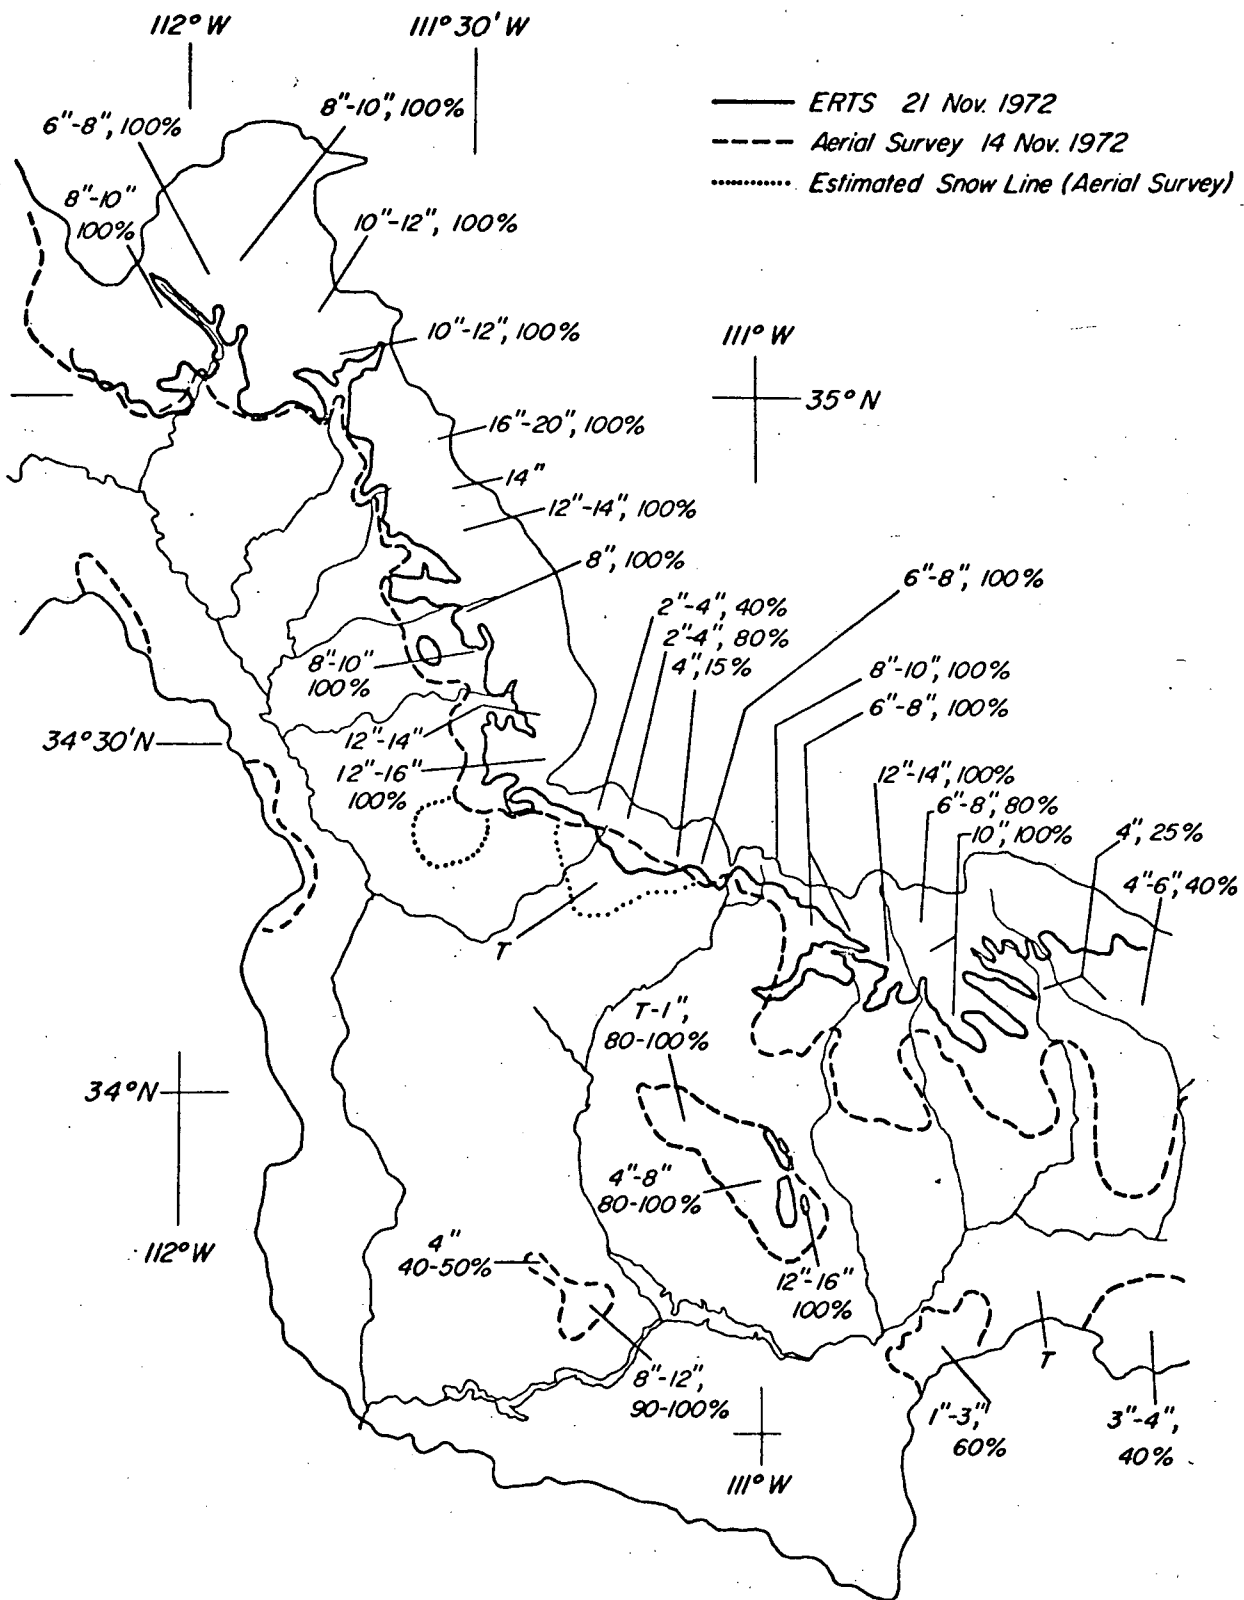 112° W
111° 30' W
ERTS 21 Nov. 1972
Aerial Survey 14 Nov. 1972
Estimated Snow Line (Aerial Survey)
8"-10", 100%
6"-8", 100%
8"-10"
100%
10"-12", 100%
10"-12", 100%
111° W
35° N
16"-20", 100%
14"
12"-14", 100%
8", 100%
6"-8", 100%
2"-4", 40%
2"-4", 80%
4", 15%
8"-10"
100%
8"-10", 100%
6"-8", 100%
34° 30' N
12"-14"
12"-16"
100%
12"-14", 100%
6"-8", 80%
10", 100%
4", 25%
4"-6", 40%
T
T-1",
80-100%
34° N
4"-8"
80-100%
112° W
4"
40-50%
12"-16"
100%
T
8"-12",
90-100%
1"-3",
60%
3"-4",
40%
111° W